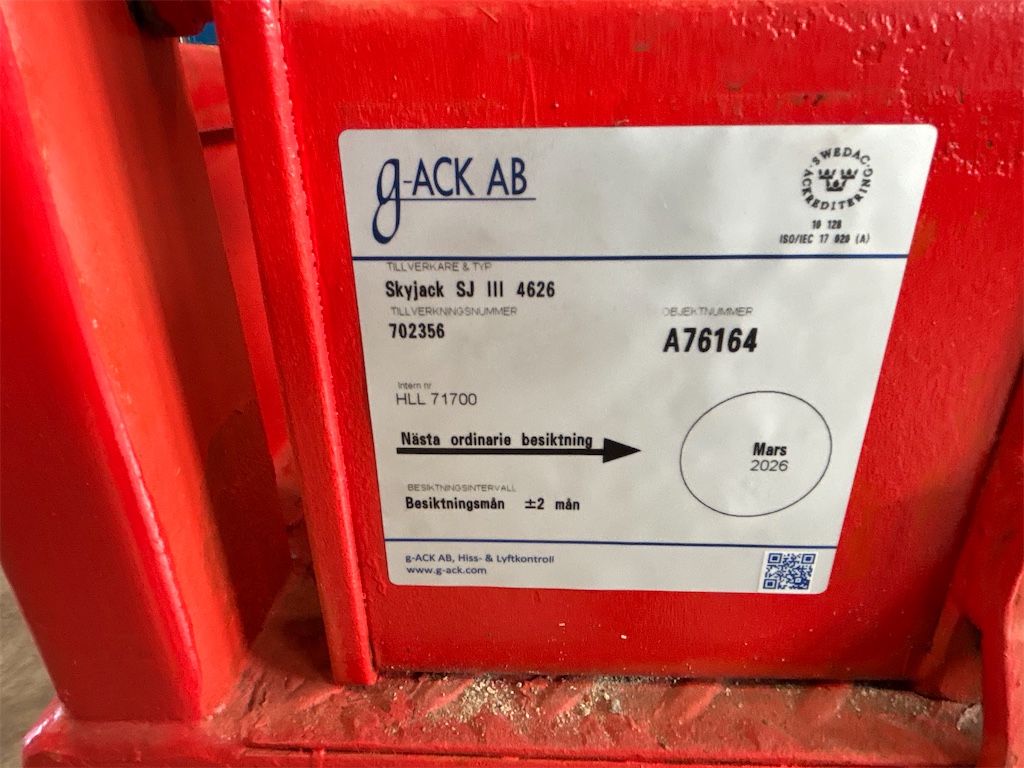 g-ACK AB
SWEDAC
ACKREDITERING
10 128
ISO/IEC 17 020 (A)
TILLVERKARE & TYP
Skyjack SJ III 4626
TILLVERKNINGSNUMMER
702356
OBJEKTNUMMER
A76164
Intern nr
HLL 71700
Nästa ordinarie besiktning
Mars
2026
BESIKTNINGSINTERVALL
Besiktningsmån ±2 mån
g-ACK AB, Hiss- & Lyftkontroll
www.g-ack.com